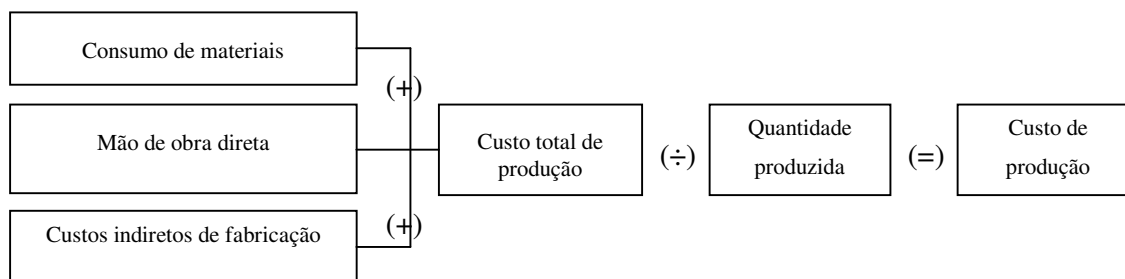 Consumo de materiais
(+)
Mão de obra direta
Custo total de
produção
(÷)
Quantidade
produzida
(=)
Custo de
produção
(+)
Custos indiretos de fabricação